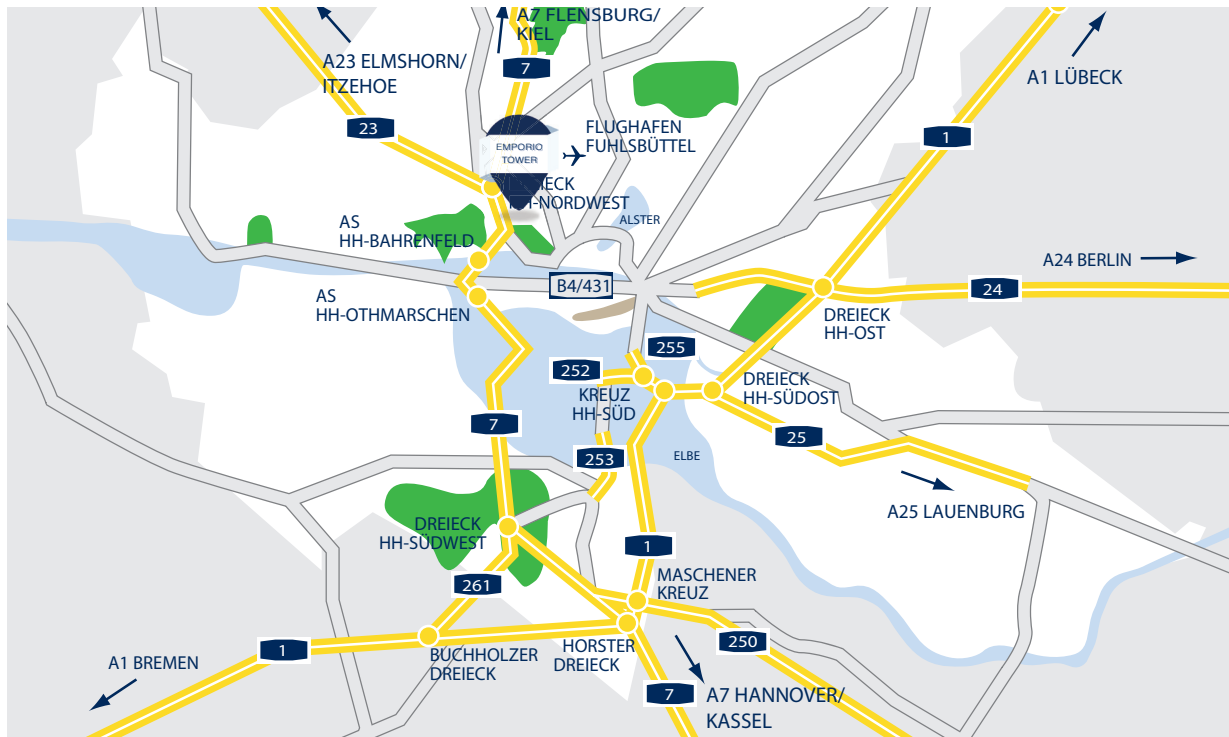 A7 FLENSBURG/
KIEL
A23 ELMSHORN/
ITZEHOE
A1 LÜBECK
7
23
1
FLUGHAFEN
FUHLSBÜTTEL
EMPORIO
TOWER
HH-NORDWEST
ALSTER
AS
HH-BAHRENFELD
A24 BERLIN
B4/431
24
AS
HH-OTHMARSCHEN
DREIECK
HH-OST
255
252
KREUZ
HH-SÜD
DREIECK
HH-SÜDOST
7
25
253
ELBE
A25 LAUENBURG
DREIECK
HH-SÜDWEST
1
261
MASCHENER
KREUZ
1
250
HORSTER
DREIECK
BUCHHOLZER
DREIECK
A1 BREMEN
7
A7 HANNOVER/
KASSEL